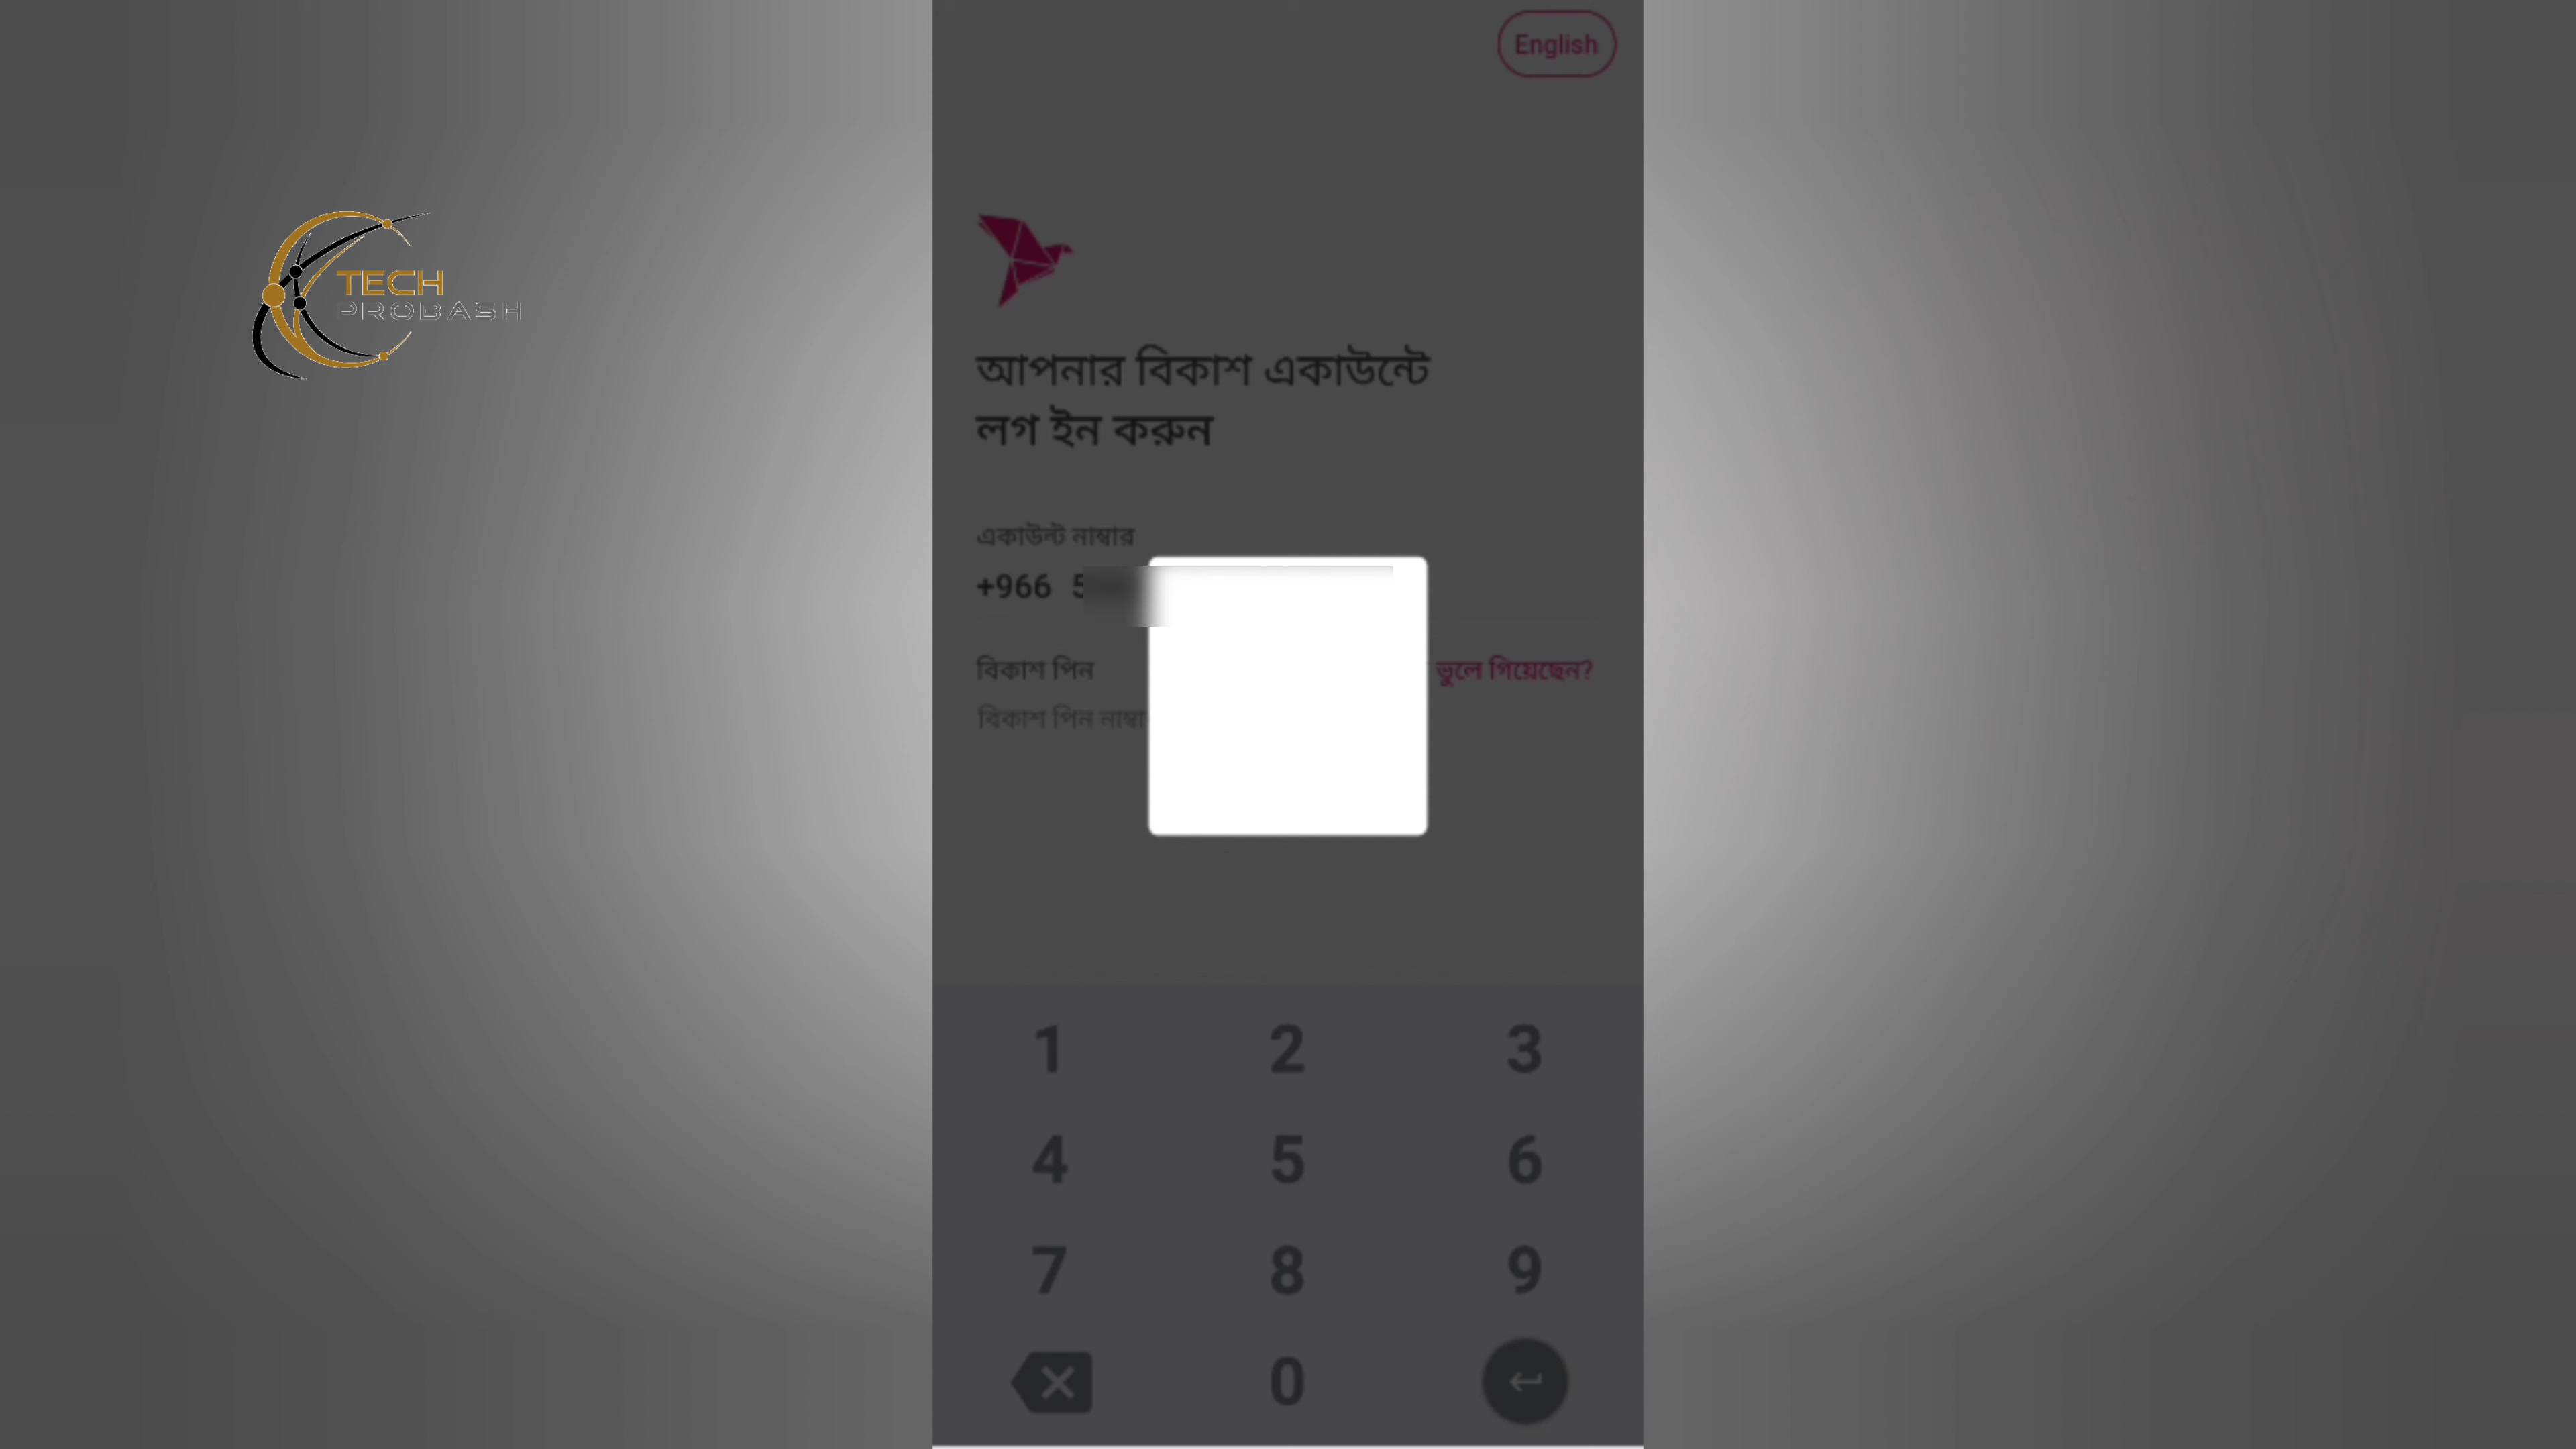 English
TECH
PROBASH
আপনার বিকাশ একাউন্টে
লগ ইন করুন
একাউন্ট নাম্বার
+966 5
বিকাশ পিন
ভুলে গিয়েছেন?
বিকাশ পিন
1 2 3
4 5 6
7 8 9
0